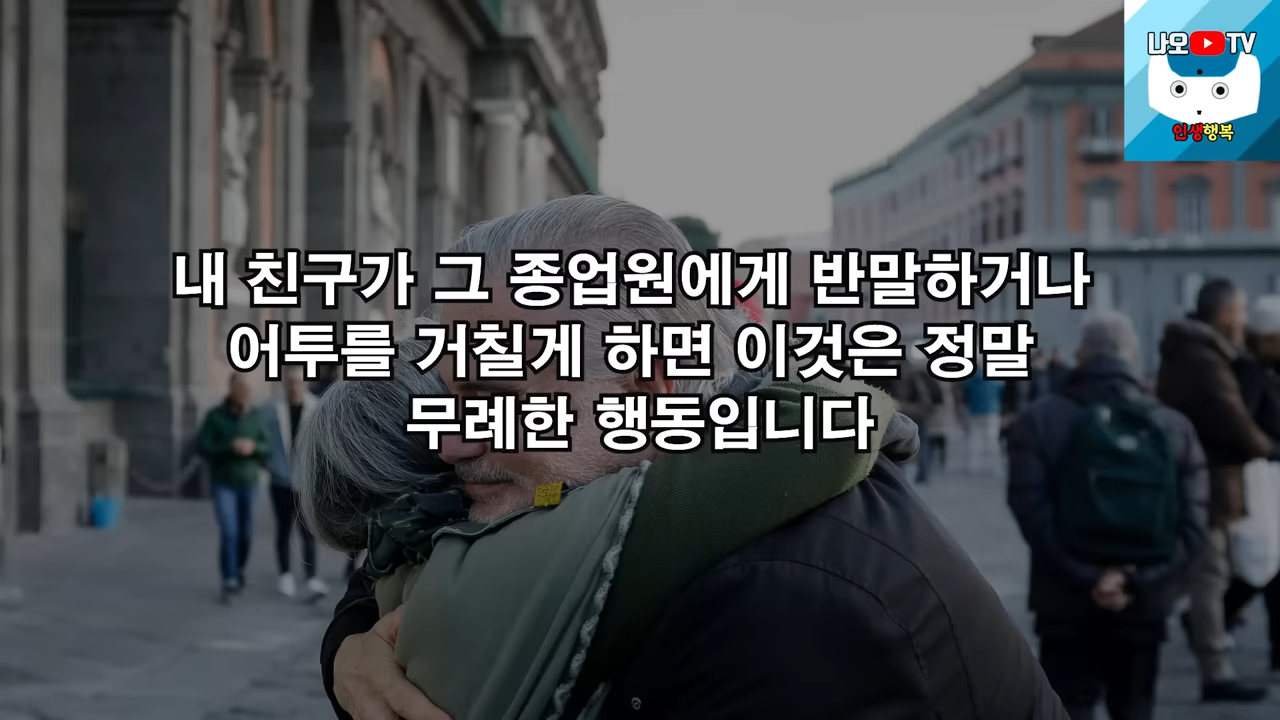 나오 TV
인생행복
내 친구가 그 종업원에게 반말하거나
어투를 거칠게 하면 이것은 정말
무례한 행동입니다